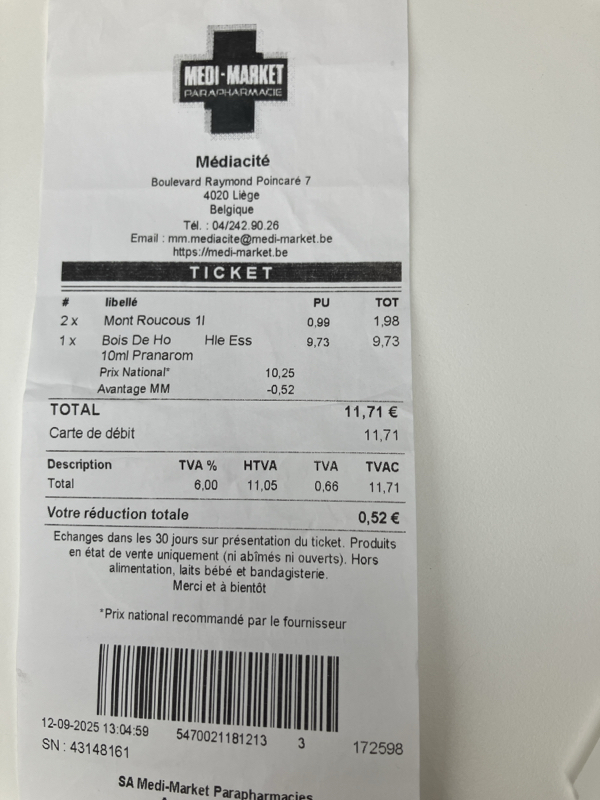 MEDI-MARKET
PARAPHARMACIE
Médiacité
Boulevard Raymond Poincaré 7
4020 Liège
Belgique
Tél. : 04/242.90.26
Email : mm.mediacite@medi-market.be
https://medi-market.be
TICKET
# libellé PU TOT
2 x Mont Roucous 1l 0,99 1,98
1 x Bois De Ho Hle Ess 9,73 9,73
10ml Pranarom
Prix National* 10,25
Avantage MM -0,52
TOTAL 11,71 €
Carte de débit 11,71
Description TVA % HTVA TVA TVAC
Total 6,00 11,05 0,66 11,71
Votre réduction totale 0,52 €
Echanges dans les 30 jours sur présentation du ticket. Produits
en état de vente uniquement (ni abîmés ni ouverts). Hors
alimentation, laits bébé et bandagisterie.
Merci et à bientôt
*Prix national recommandé par le fournisseur
12-09-2025 13:04:59 5470021181213 3 172598
SN : 43148161
SA Medi-Market Parapharmacies